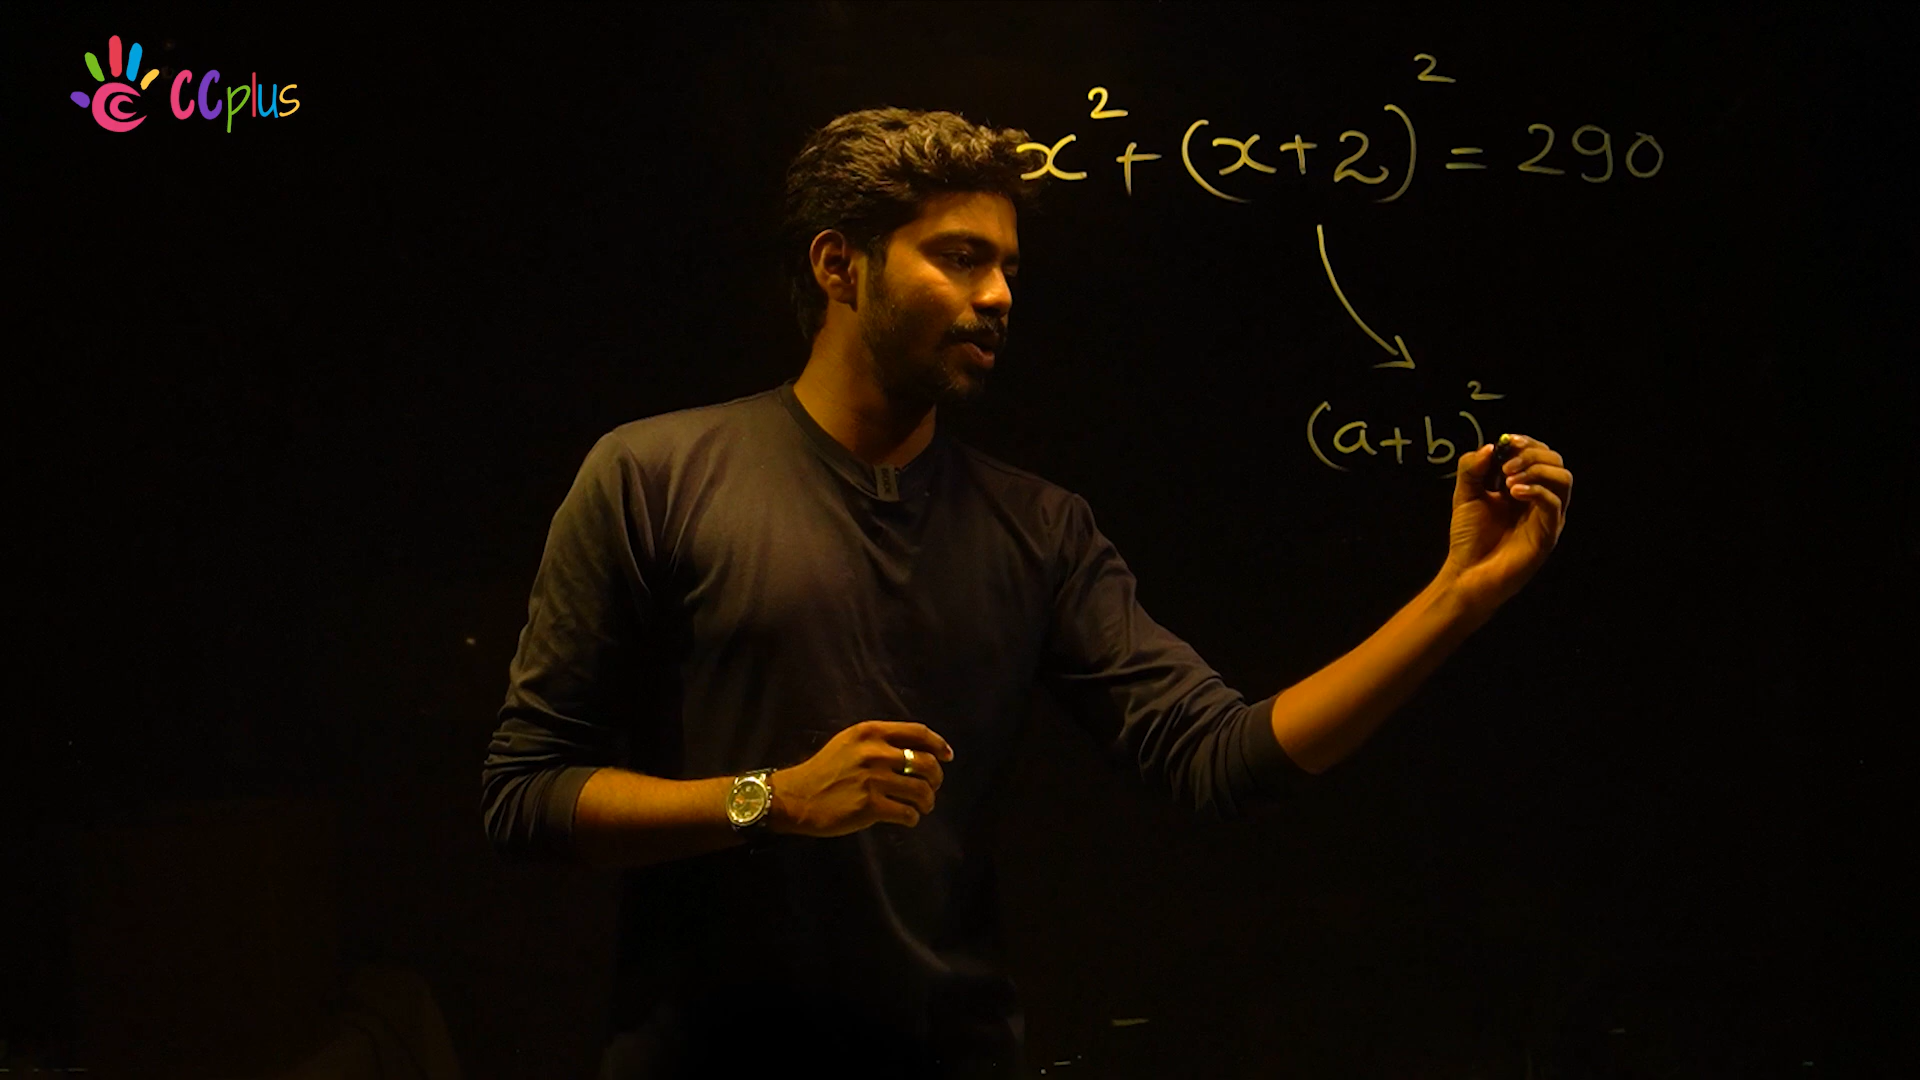 CCplus
x² + (x+2)² = 290
(a+b)²